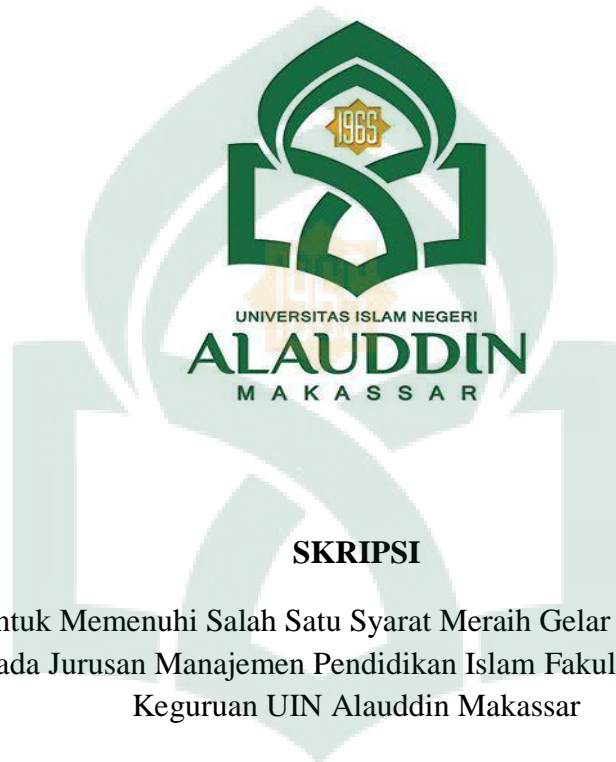 1965
UNIVERSITAS ISLAM NEGERI
ALAUDDIN
MAKASSAR
SKRIPSI
ntuk Memenuhi Salah Satu Syarat Meraih Gelar
ada Jurusan Manajemen Pendidikan Islam Fakul
Keguruan UIN Alauddin Makassar